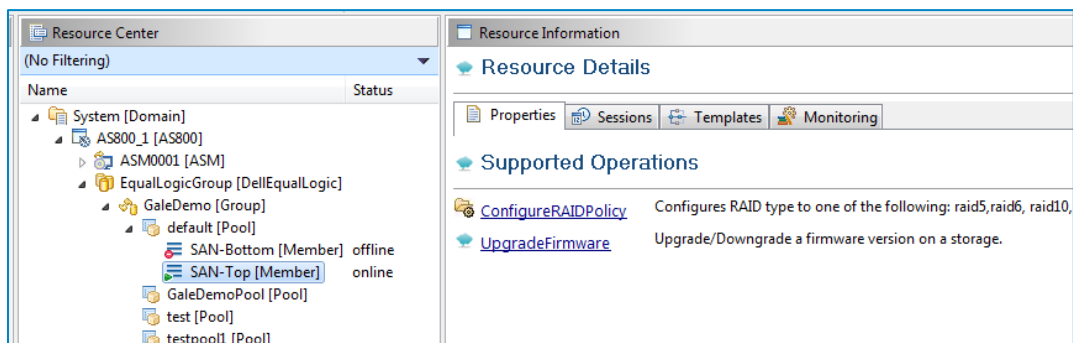 Resource Center
(No Filtering)
Name Status
System [Domain]
AS800_1 [AS800]
ASM0001 [ASM]
EqualLogicGroup [DellEqualLogic]
GaleDemo [Group]
default [Pool]
SAN-Bottom [Member] offline
SAN-Top [Member] online
GaleDemoPool [Pool]
test [Pool]
testpool1 [Pool]
Resource Information
Resource Details
Properties Sessions Templates Monitoring
Supported Operations
ConfigureRAIDPolicy Configures RAID type to one of the following: raid5,raid6, raid10,
UpgradeFirmware Upgrade/Downgrade a firmware version on a storage.